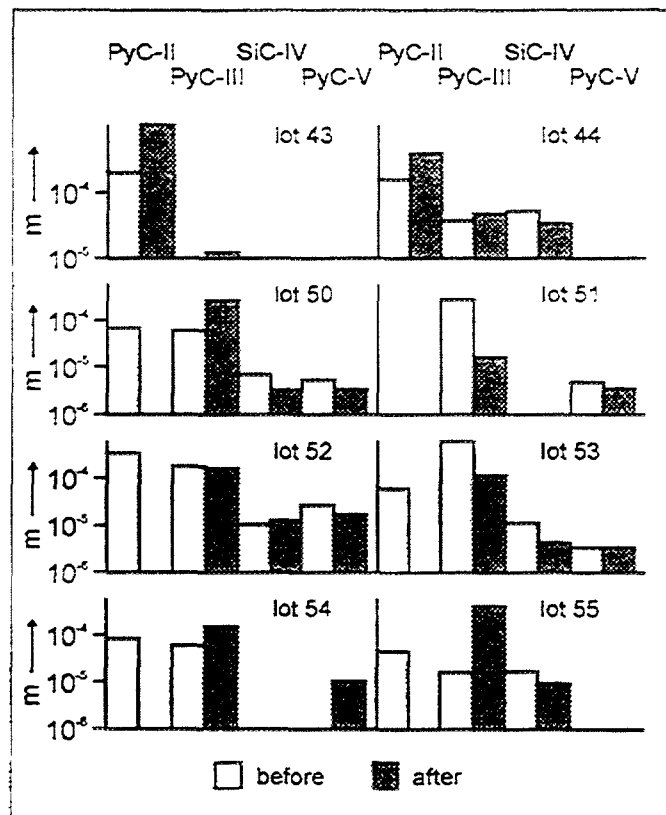 PyC-II SiC-IV PyC-II SiC-IV
PyC-III PyC-V PyC-III PyC-V
lot 43 lot 44
m 10⁻⁴
10⁻⁵
lot 50 lot 51
m 10⁻⁴
10⁻⁵
10⁻⁶
lot 52 lot 53
m 10⁻⁴
10⁻⁵
10⁻⁶
lot 54 lot 55
m 10⁻⁴
10⁻⁵
10⁻⁶
before after